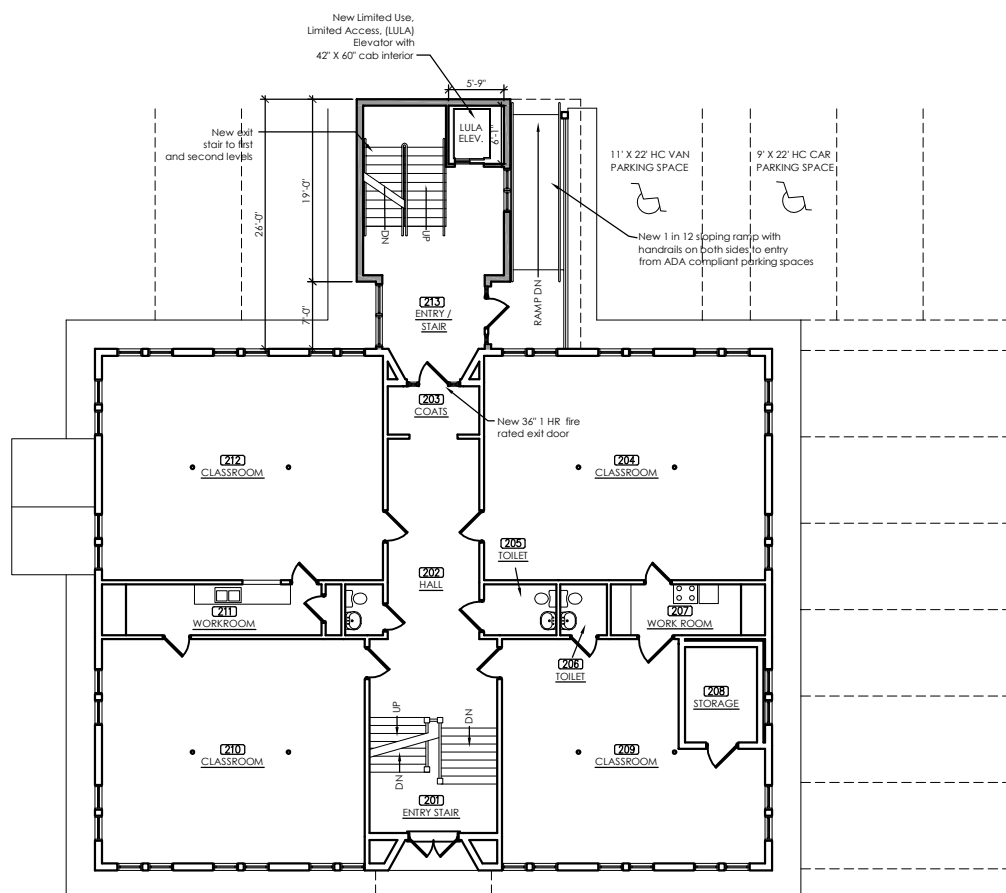 New Limited Use,
Limited Access, (LULA)
Elevator with
42" X 60" cab interior
5'-9"
LULA
ELEV.
6'-1"
New exit
stair to first
and second levels
26'-0"
19'-0"
7'-0"
DN
UP
11' X 22' HC VAN
PARKING SPACE
9' X 22' HC CAR
PARKING SPACE
New 1 in 12 sloping ramp with
handrails on both sides to entry
from ADA compliant parking spaces
RAMP DN
213
ENTRY /
STAIR
203
COATS
New 36" 1 HR fire
rated exit door
212
CLASSROOM
204
CLASSROOM
205
TOILET
202
HALL
211
WORKROOM
207
WORK ROOM
206
TOILET
208
STORAGE
UP
DN
DN
210
CLASSROOM
209
CLASSROOM
201
ENTRY STAIR